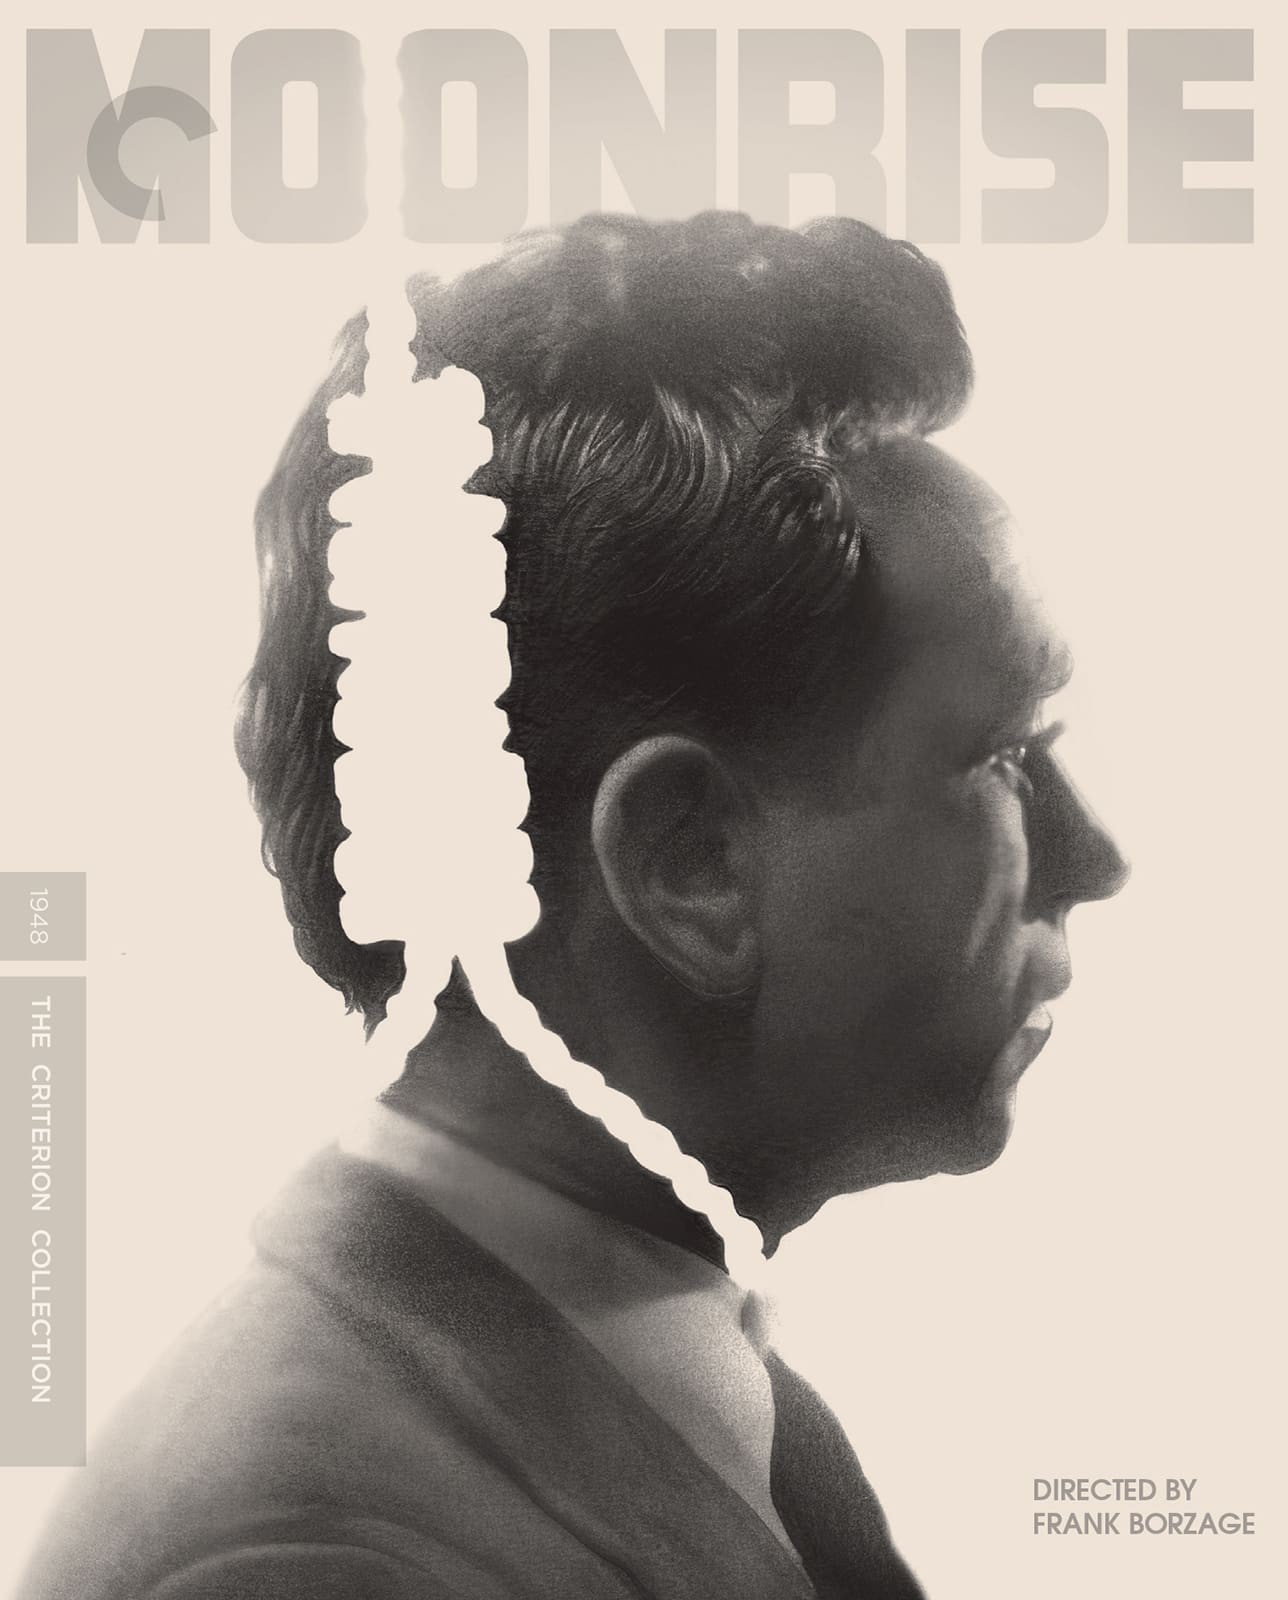 MOONRISE
1948
THE CRITERION COLLECTION
DIRECTED BY
FRANK BORZAGE